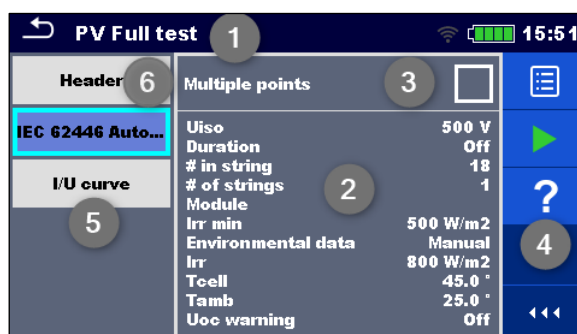 PV Full test 1 15:51
Header 6
IEC 62446 Auto...
I/U curve
5
Multiple points 3
Uiso 500 V
Duration Off
# in string 18
# of strings 1
Module
2
Irr min 500 W/m2
Environmental data Manual
Irr 800 W/m2
Tcell 45.0 °
Tamb 25.0 °
Uoc warning Off
?
4